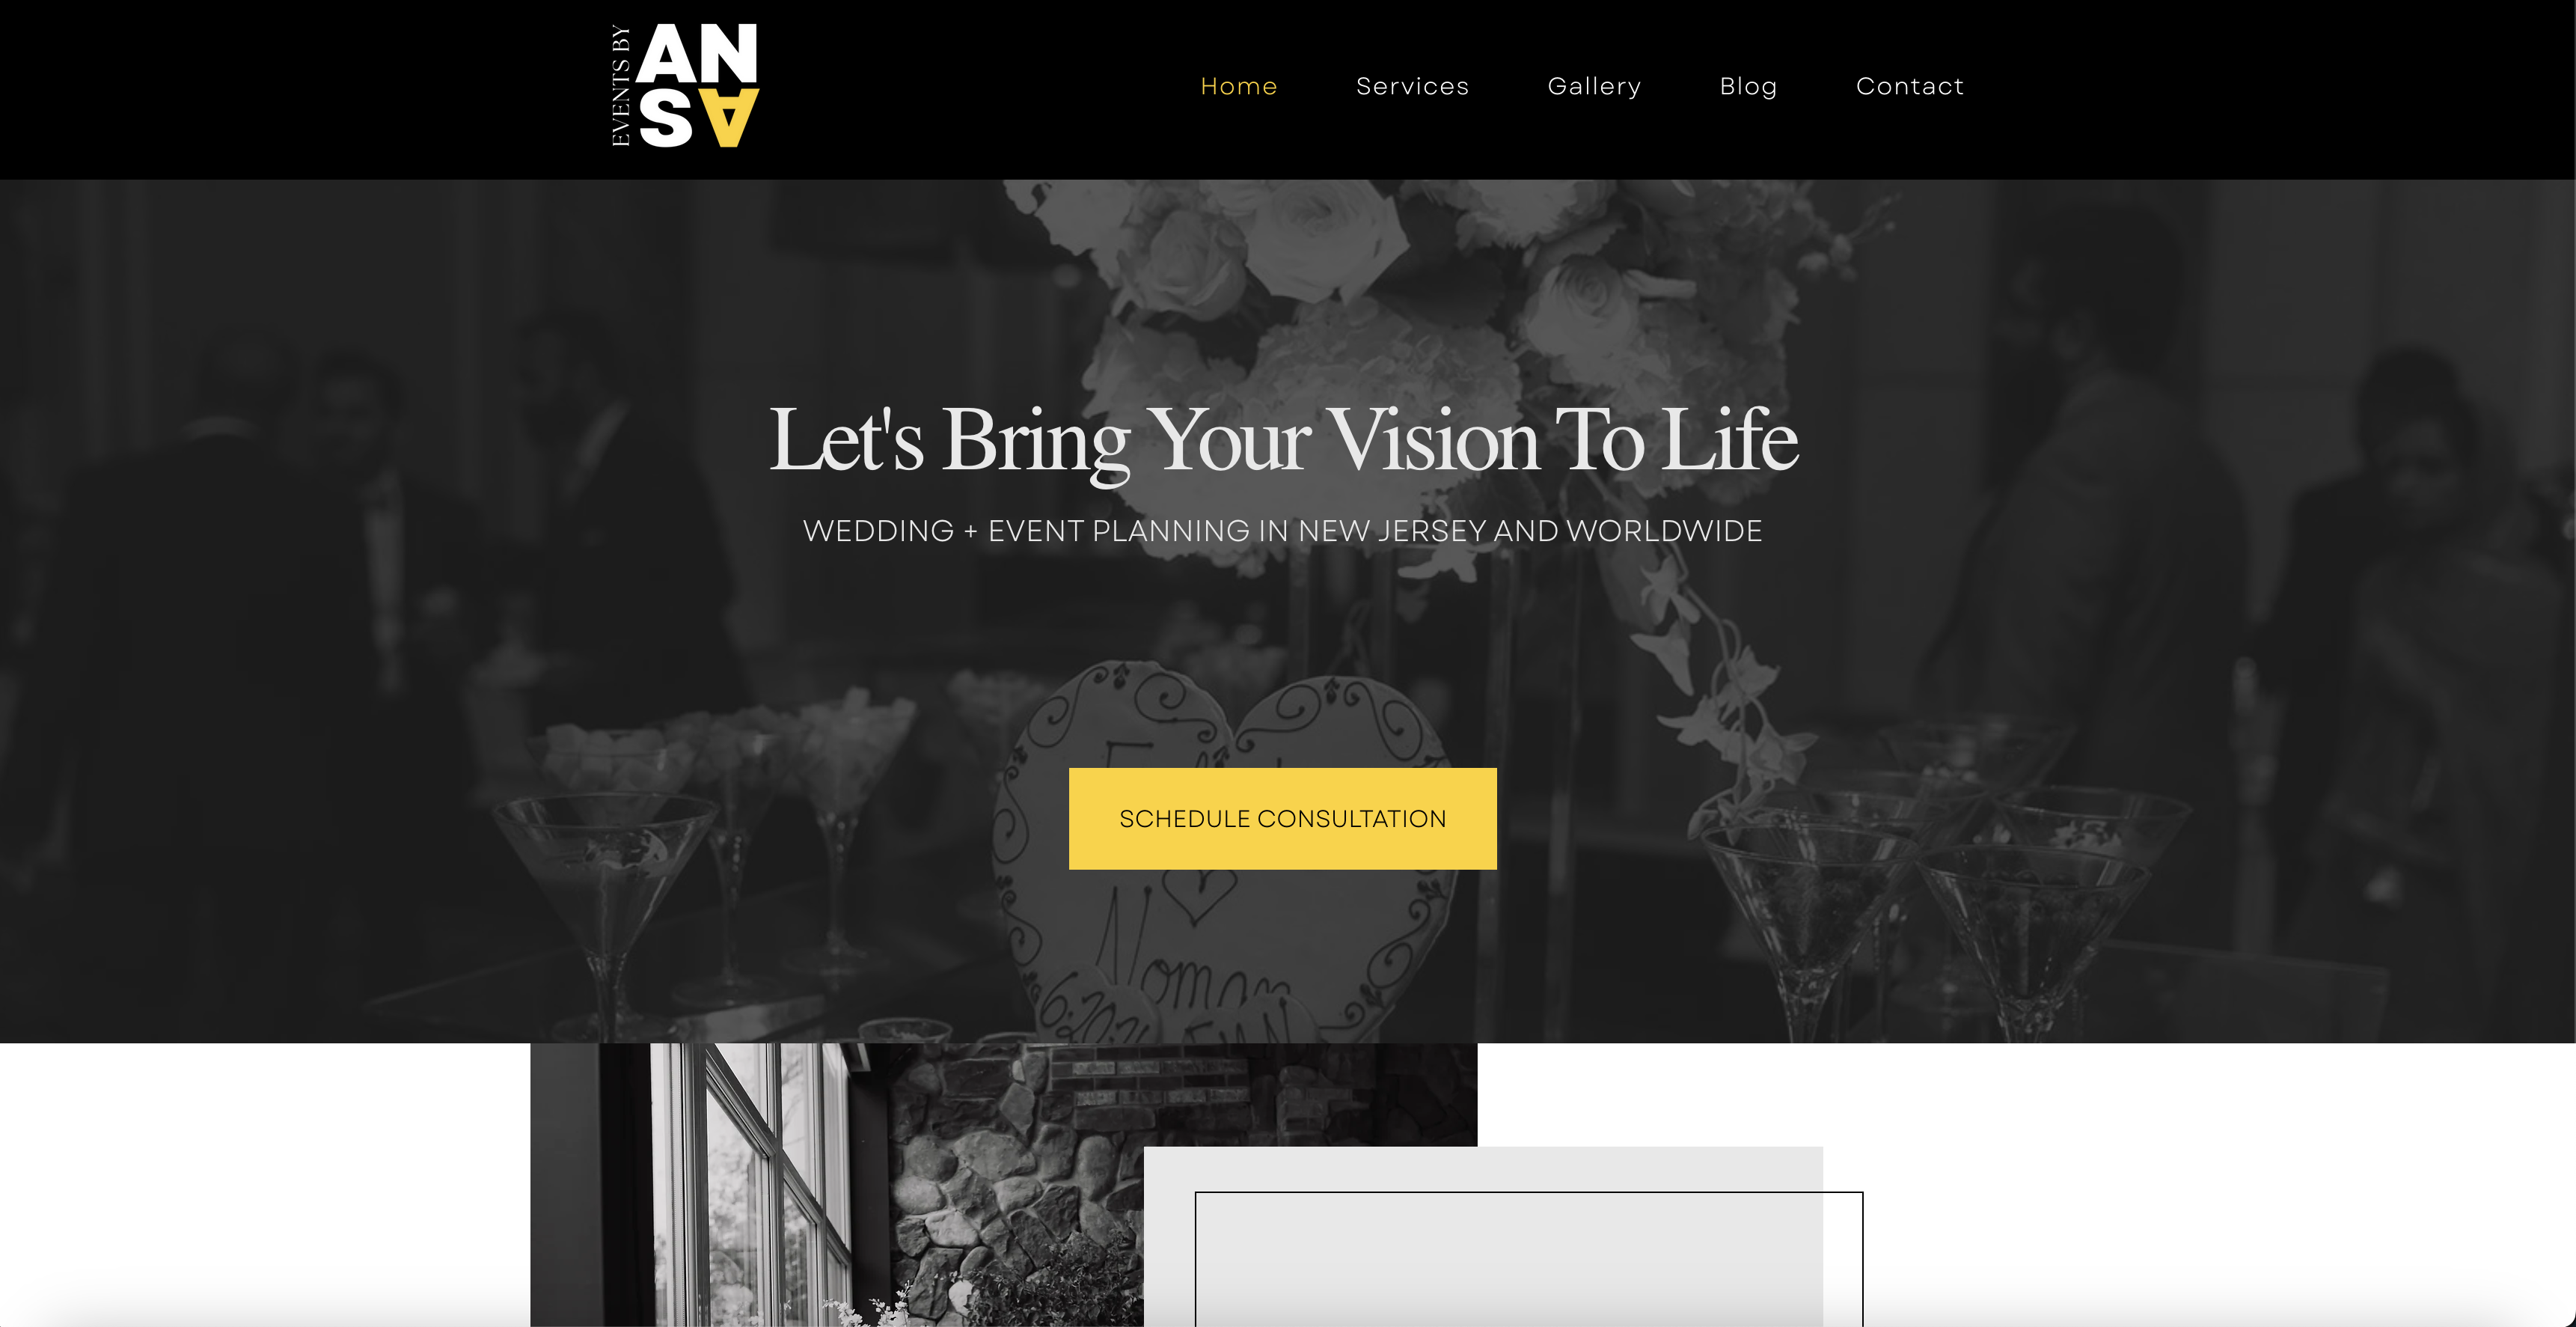 EVENTS BY
AN
SA
Home Services Gallery Blog Contact
Let's Bring Your Vision To Life
WEDDING + EVENT PLANNING IN NEW JERSEY AND WORLDWIDE
SCHEDULE CONSULTATION
Noman